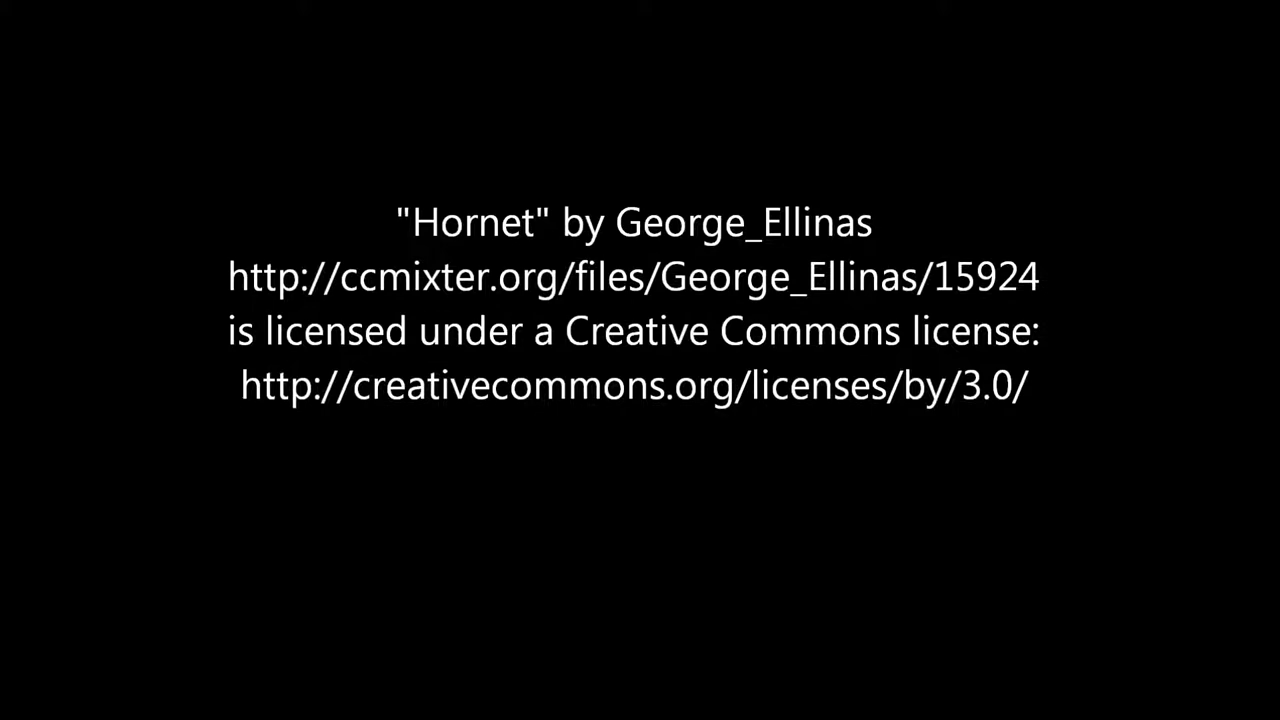 "Hornet" by George_Ellinas
http://ccmixter.org/files/George_Ellinas/15924
is licensed under a Creative Commons license:
http://creativecommons.org/licenses/by/3.0/